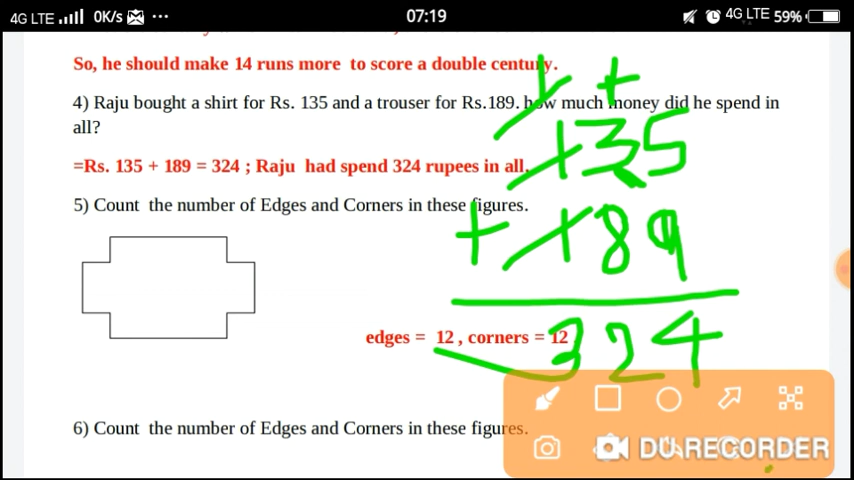 4G LTE 0K/s ... 07:19 4G LTE 59%
So, he should make 14 runs more to score a double century.
4) Raju bought a shirt for Rs. 135 and a trouser for Rs.189. how much money did he spend in
all?
=Rs. 135 + 189 = 324 ; Raju had spend 324 rupees in all.
5) Count the number of Edges and Corners in these figures.
edges = 12 , corners = 12
1 1
135
+ 189
324
6) Count the number of Edges and Corners in these figures.
DU RECORDER